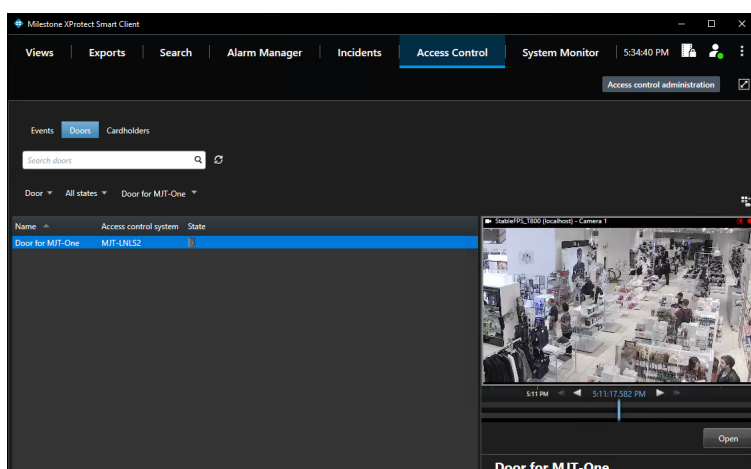 Milestone XProtect Smart Client
Views Exports Search Alarm Manager Incidents Access Control System Monitor 5:34:40 PM
Access control administration
Events Doors Cardholders
Search doors
Door All states Door for MJT-One
Name Access control system State
Door for MJT-One MJT-LNLS2
StableFPS_T800 (localhost) - Camera 1
5:11 PM 5:11:17.582 PM
Open
Door for MJT-One